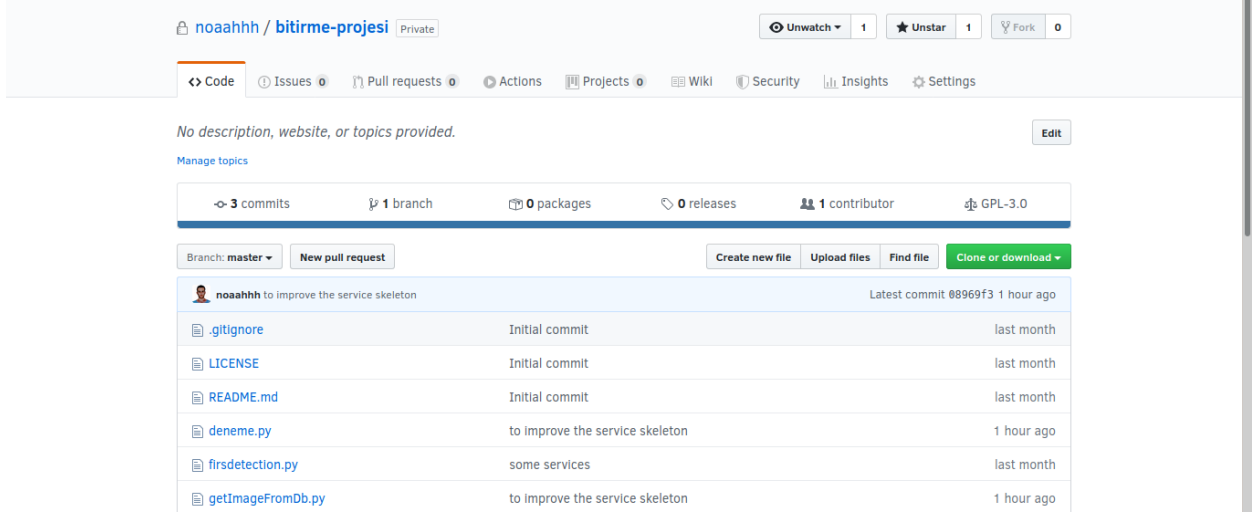 noaahhh / bitirme-projesi Private Unwatch 1 Unstar 1 Fork 0
Code Issues 0 Pull requests 0 Actions Projects 0 Wiki Security Insights Settings
No description, website, or topics provided. Edit
Manage topics
3 commits 1 branch 0 packages 0 releases 1 contributor GPL-3.0
Branch: master New pull request Create new file Upload files Find file Clone or download
noaahhh to improve the service skeleton Latest commit 08969f3 1 hour ago
.gitignore Initial commit last month
LICENSE Initial commit last month
README.md Initial commit last month
deneme.py to improve the service skeleton 1 hour ago
firsdetection.py some services last month
getImageFromDb.py to improve the service skeleton 1 hour ago